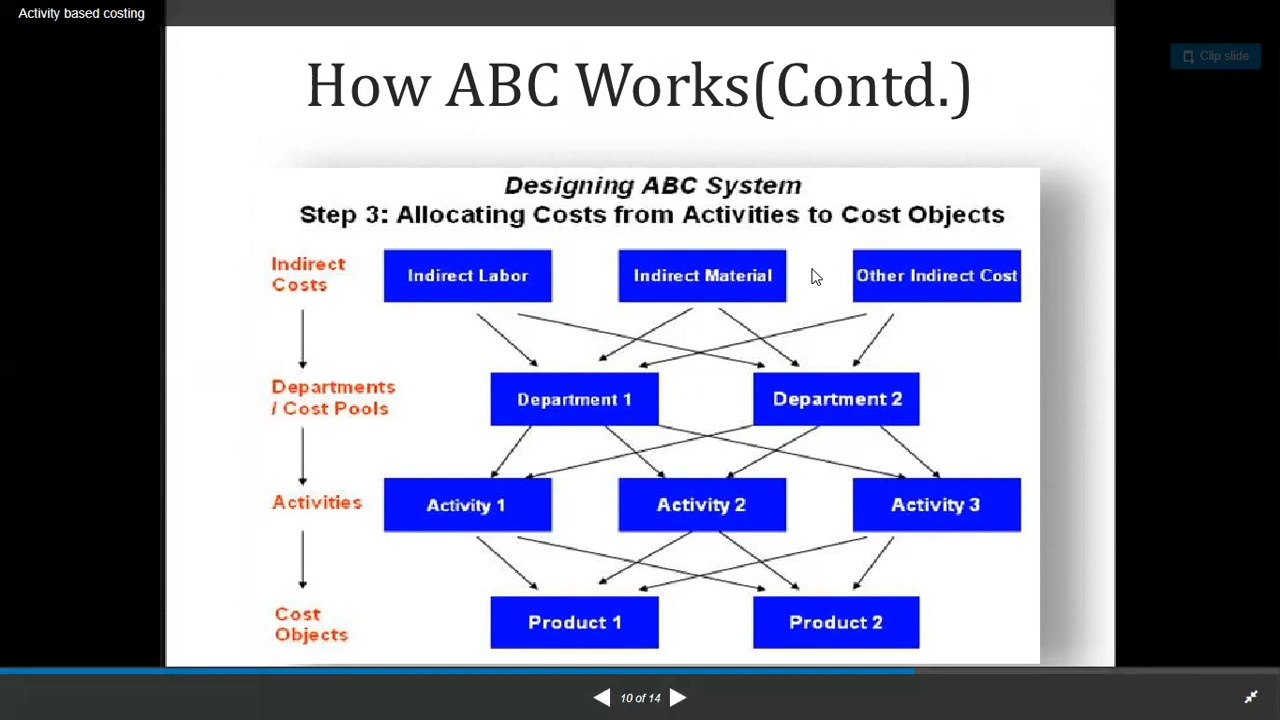 Activity based costing
Clip slide
How ABC Works(Contd.)
Designing ABC System
Step 3: Allocating Costs from Activities to Cost Objects
Indirect
Costs
Indirect Labor
Indirect Material
Other Indirect Cost
Departments
/ Cost Pools
Department 1
Department 2
Activities
Activity 1
Activity 2
Activity 3
Cost
Objects
Product 1
Product 2
10 of 14